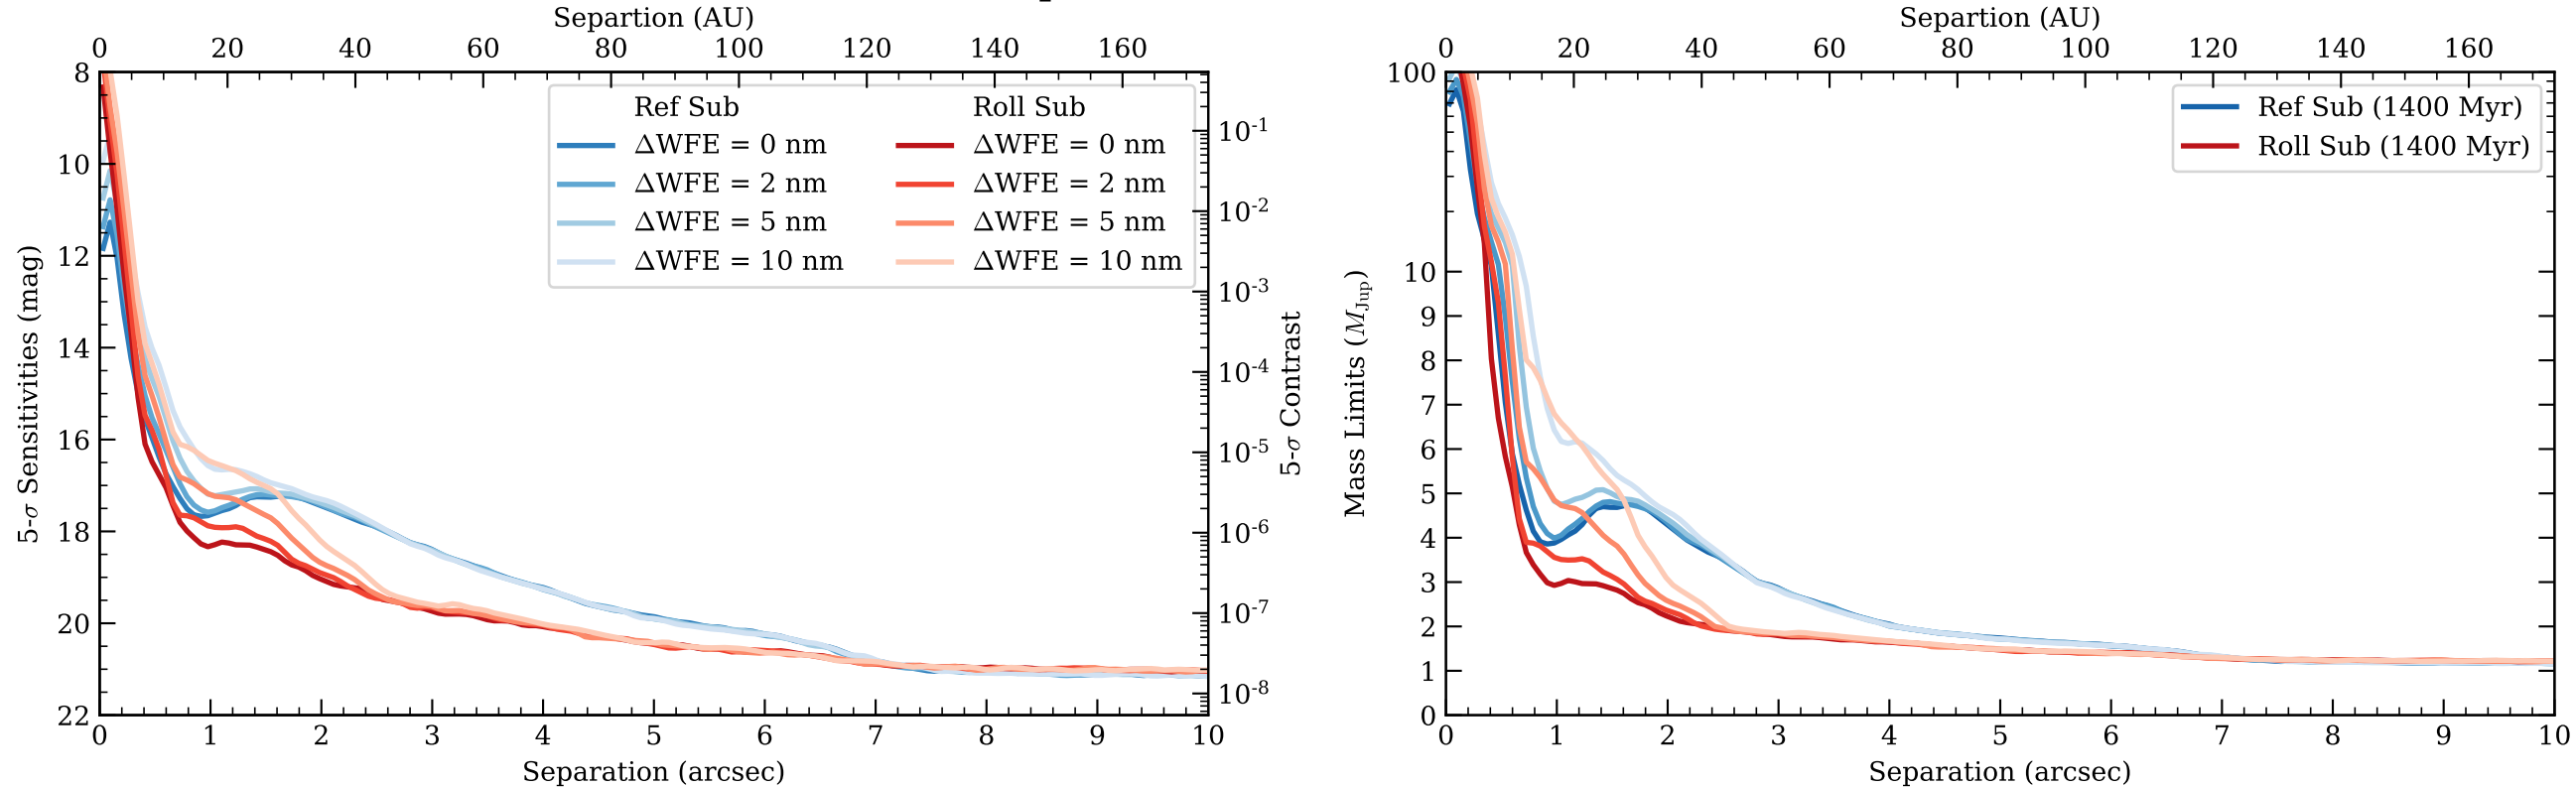 Separtion (AU)
0 20 40 60 80 100 120 140 160
8
10
12
14
16
18
20
22
5-σ Sensitivities (mag)
Ref Sub
ΔWFE = 0 nm
ΔWFE = 2 nm
ΔWFE = 5 nm
ΔWFE = 10 nm
Roll Sub
ΔWFE = 0 nm
ΔWFE = 2 nm
ΔWFE = 5 nm
ΔWFE = 10 nm
10⁻¹
10⁻²
10⁻³
10⁻⁴
10⁻⁵
10⁻⁶
10⁻⁷
10⁻⁸
5-σ Contrast
0 1 2 3 4 5 6 7 8 9 10
Separation (arcsec)
Separtion (AU)
0 20 40 60 80 100 120 140 160
100
10
9
8
7
6
5
4
3
2
1
0
Mass Limits (M_Jup)
Ref Sub (1400 Myr)
Roll Sub (1400 Myr)
0 1 2 3 4 5 6 7 8 9 10
Separation (arcsec)